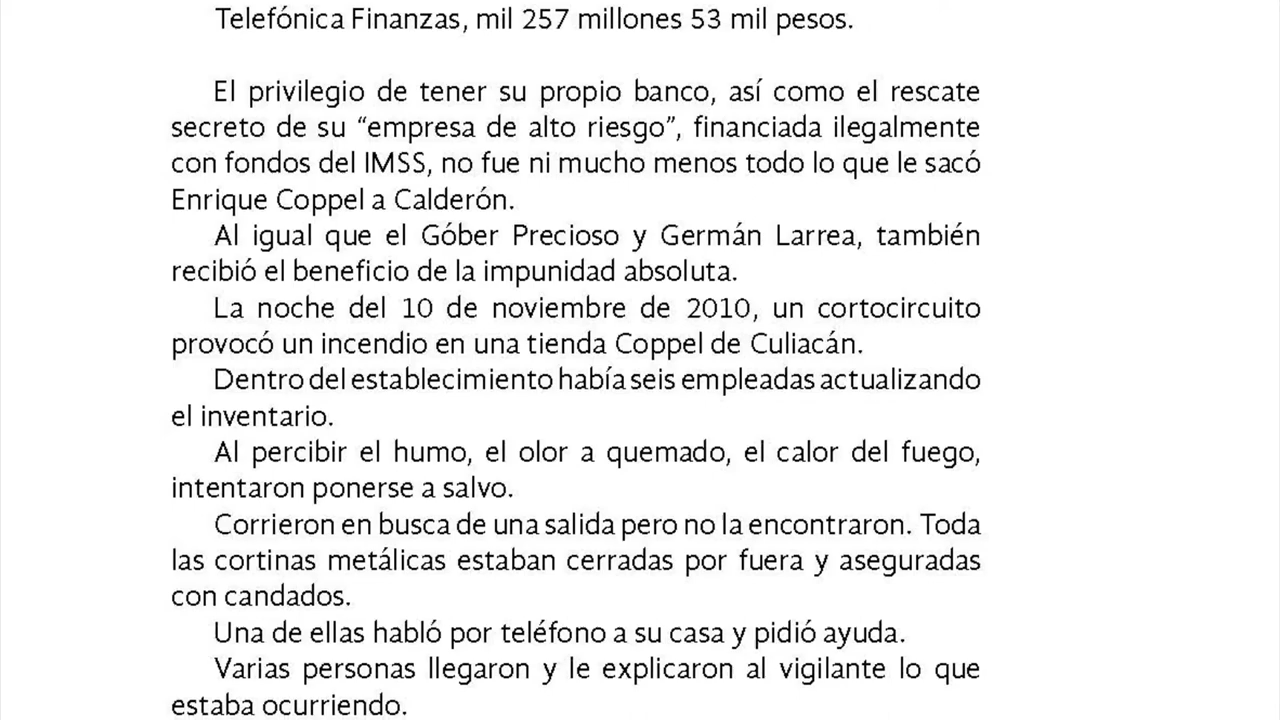 Telefónica Finanzas, mil 257 millones 53 mil pesos.
El privilegio de tener su propio banco, así como el rescate
secreto de su “empresa de alto riesgo”, financiada ilegalmente
con fondos del IMSS, no fue ni mucho menos todo lo que le sacó
Enrique Coppel a Calderón.
Al igual que el Góber Precioso y Germán Larrea, también
recibió el beneficio de la impunidad absoluta.
La noche del 10 de noviembre de 2010, un cortocircuito
provocó un incendio en una tienda Coppel de Culiacán.
Dentro del establecimiento había seis empleadas actualizando
el inventario.
Al percibir el humo, el olor a quemado, el calor del fuego,
intentaron ponerse a salvo.
Corrieron en busca de una salida pero no la encontraron. Toda
las cortinas metálicas estaban cerradas por fuera y aseguradas
con candados.
Una de ellas habló por teléfono a su casa y pidió ayuda.
Varias personas llegaron y le explicaron al vigilante lo que
estaba ocurriendo.